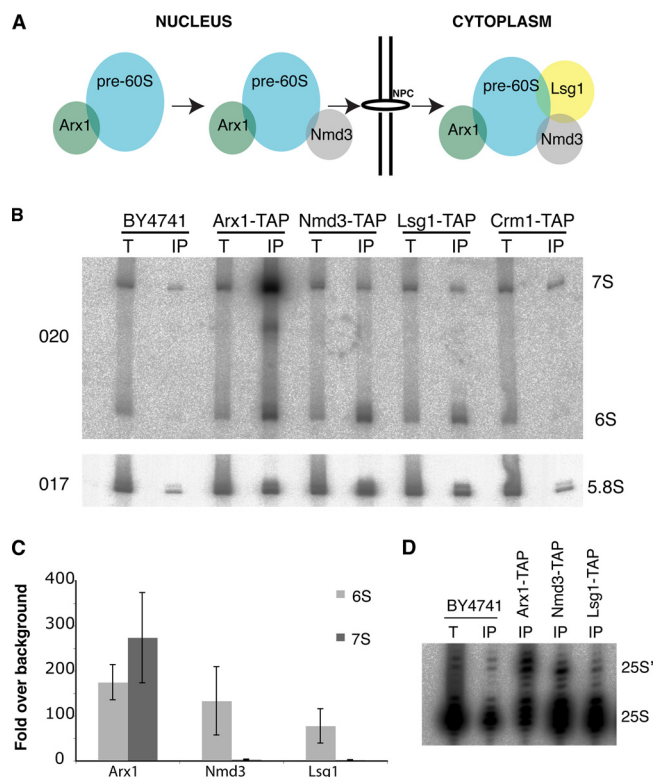 A
NUCLEUS
CYTOPLASM
pre-60S
Arx1
pre-60S
Arx1
Nmd3
NPC
pre-60S
Lsg1
Arx1
Nmd3
B
BY4741 Arx1-TAP Nmd3-TAP Lsg1-TAP Crm1-TAP
T IP T IP T IP T IP T IP
7S
020
6S
017
5.8S
C
Fold over background
400
300
200
100
0
6S
7S
Arx1 Nmd3 Lsg1
D
BY4741
Arx1-TAP
Nmd3-TAP
Lsg1-TAP
T IP IP IP IP
25S'
25S